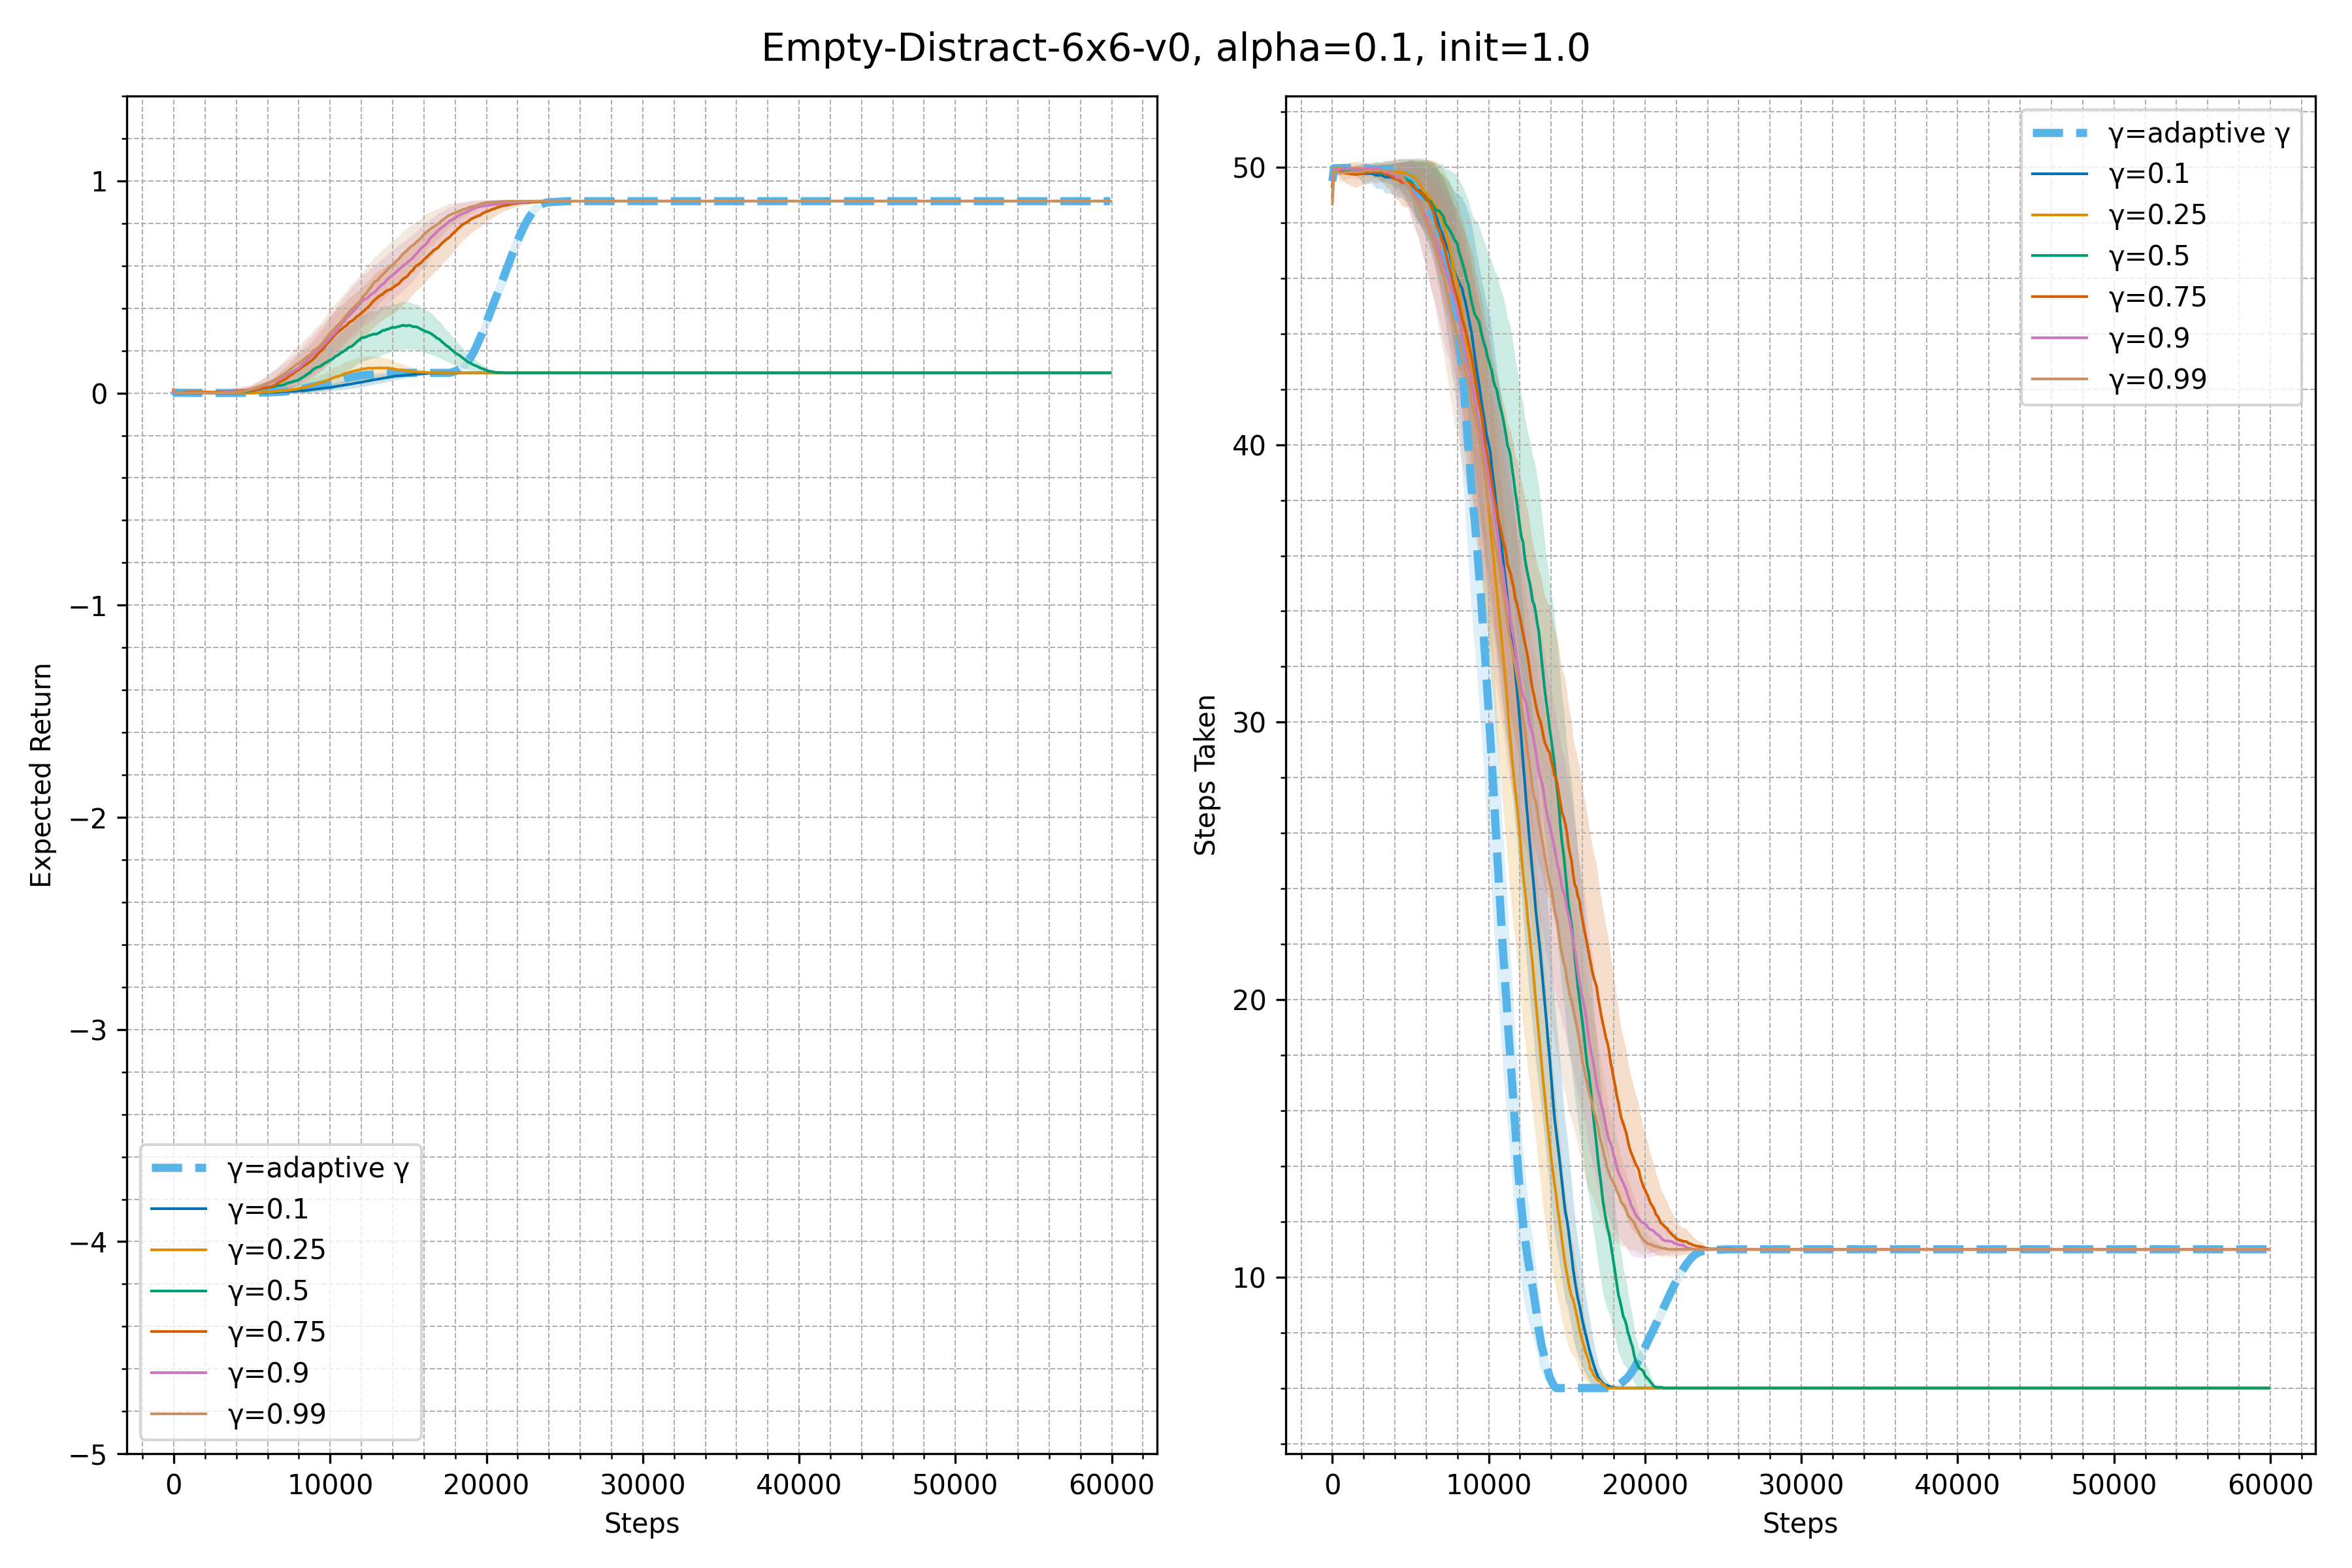 Empty-Distract-6x6-v0, alpha=0.1, init=1.0
Expected Return
1
0
−1
−2
−3
−4
−5
γ=adaptive γ
γ=0.1
γ=0.25
γ=0.5
γ=0.75
γ=0.9
γ=0.99
0 10000 20000 30000 40000 50000 60000
Steps
Steps Taken
50
40
30
20
10
γ=adaptive γ
γ=0.1
γ=0.25
γ=0.5
γ=0.75
γ=0.9
γ=0.99
0 10000 20000 30000 40000 50000 60000
Steps